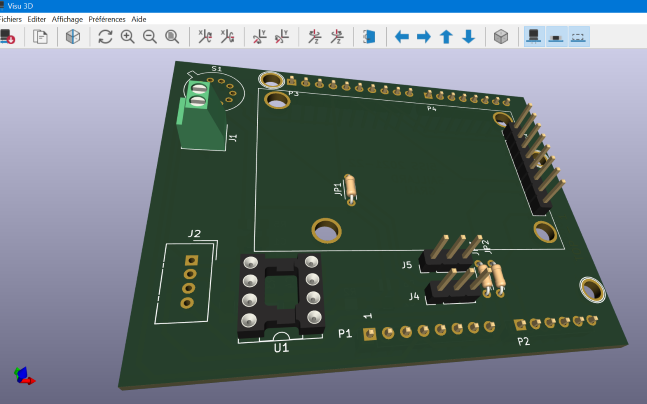 Visu 3D
Fichiers Editer Affichage Préférences Aide
S1
P3
P4
J1
JP1
J2
JP2
J5
J4
1
P1
P2
U1